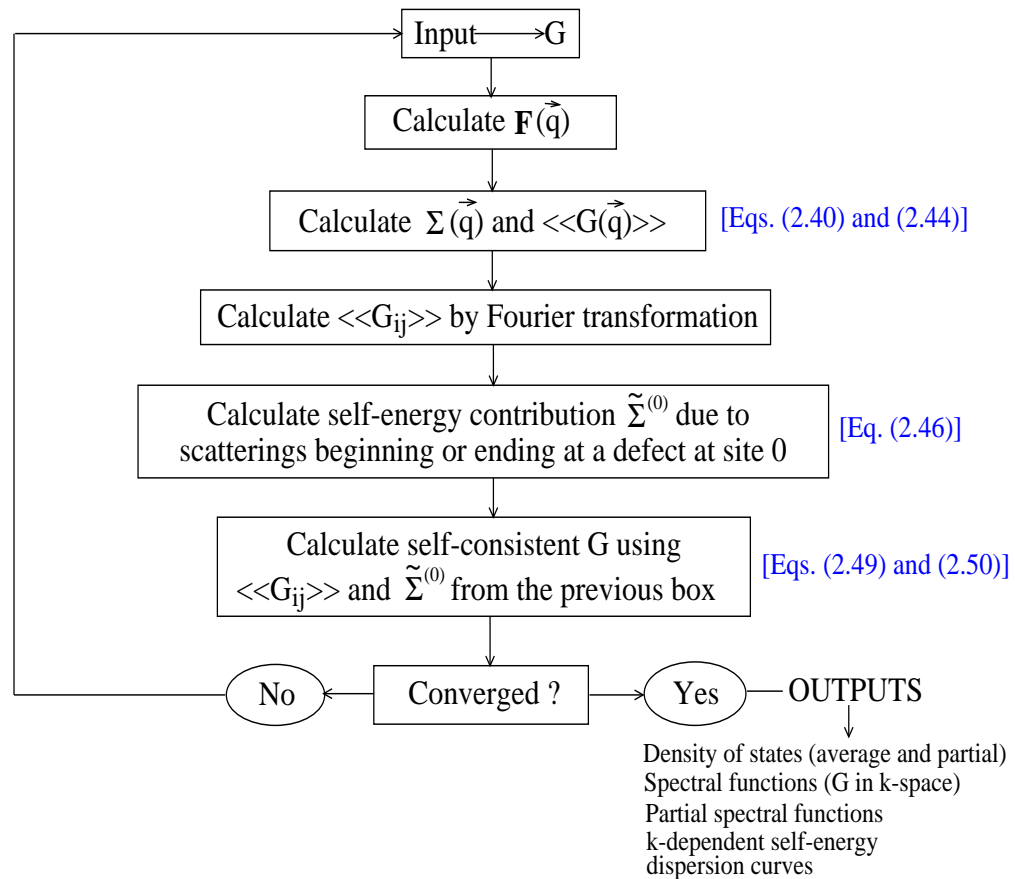 Input → G
Calculate F(q⃗)
Calculate Σ(q⃗) and <<G(q⃗)>>
[Eqs. (2.40) and (2.44)]
Calculate <<Gij>> by Fourier transformation
Calculate self-energy contribution Σ̃(0) due to
scatterings beginning or ending at a defect at site 0
[Eq. (2.46)]
Calculate self-consistent G using
<<Gij>> and Σ̃(0) from the previous box
[Eqs. (2.49) and (2.50)]
No
Converged ?
Yes
OUTPUTS
Density of states (average and partial)
Spectral functions (G in k-space)
Partial spectral functions
k-dependent self-energy
dispersion curves